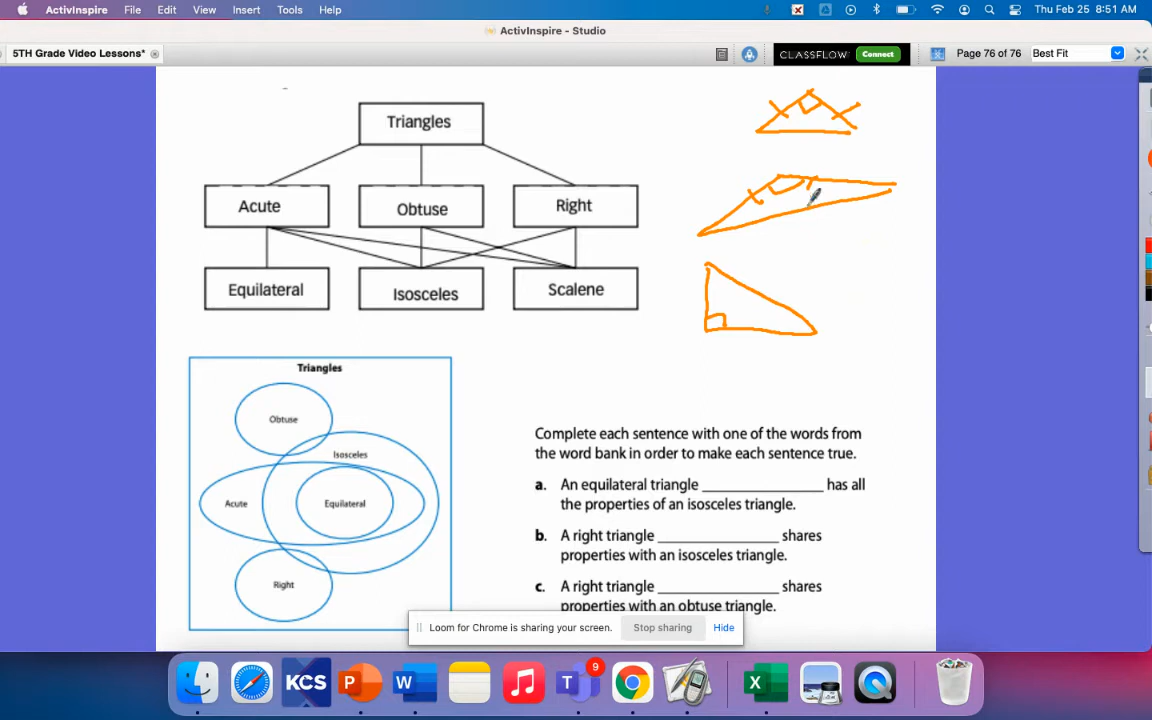 ActivInspire File Edit View Insert Tools Help Thu Feb 25 8:51 AM
ActivInspire - Studio
5TH Grade Video Lessons* CLASSFLOW Connect Page 76 of 76 Best Fit
Triangles
Acute Obtuse Right
Equilateral Isosceles Scalene
Triangles
Obtuse
Isosceles
Acute Equilateral
Right
Complete each sentence with one of the words from
the word bank in order to make each sentence true.
a. An equilateral triangle ______________ has all
the properties of an isosceles triangle.
b. A right triangle ______________ shares
properties with an isosceles triangle.
c. A right triangle ______________ shares
properties with an obtuse triangle.
Loom for Chrome is sharing your screen. Stop sharing Hide
KCS P W T 9 X